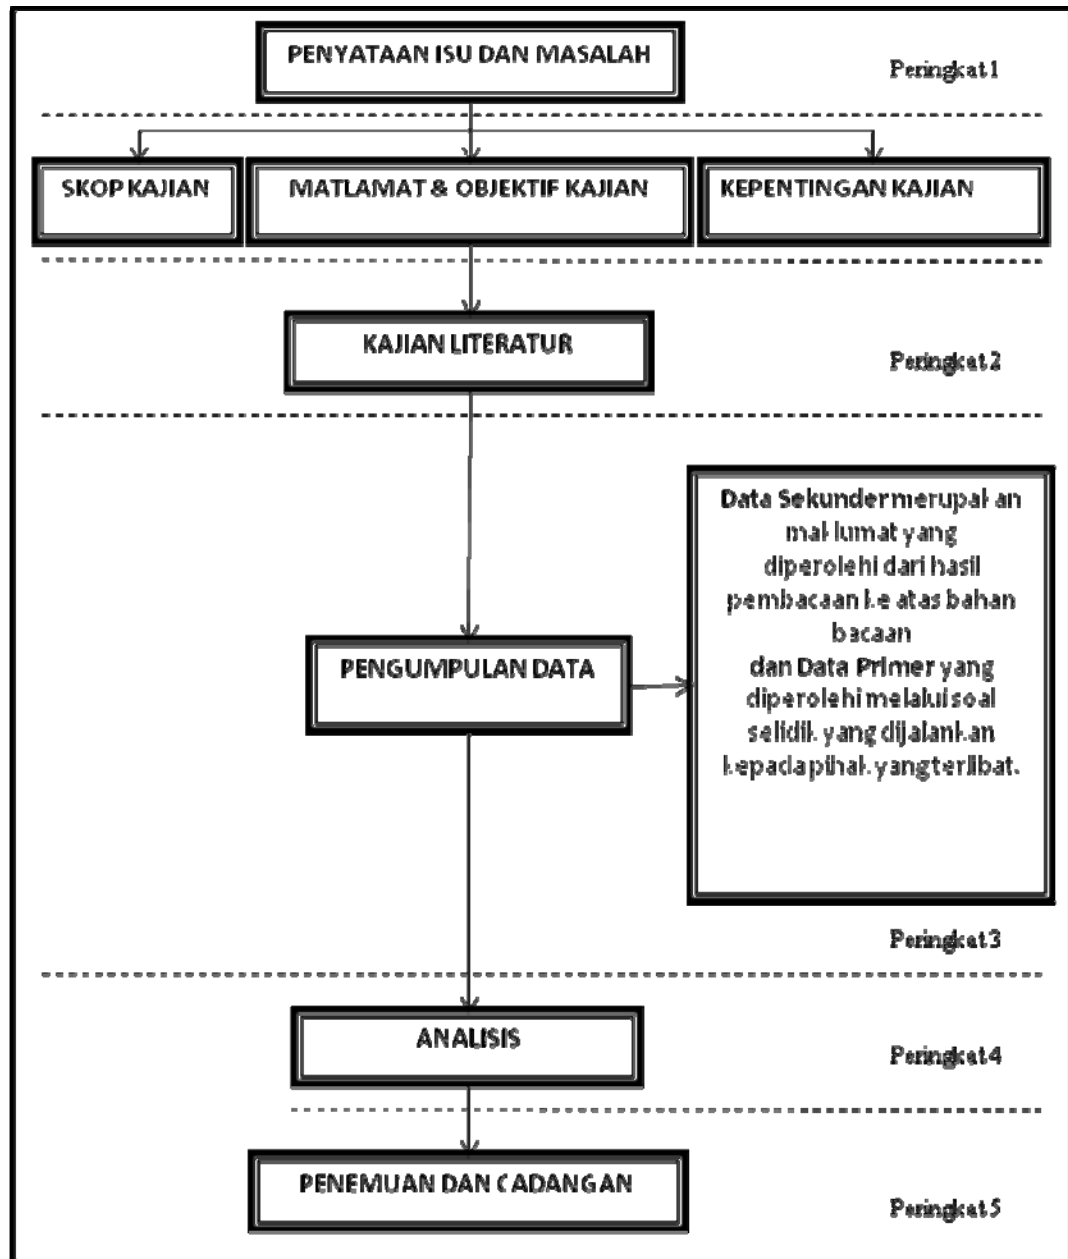 PENYATAAN ISU DAN MASALAH
Peringkat 1
SKOP KAJIAN
MATLAMAT & OBJEKTIF KAJIAN
KEPENTINGAN KAJIAN
KAJIAN LITERATUR
Peringkat 2
Data Sekunder merupakan
maklumat yang
diperolehi dari hasil
pembacaan ke atas bahan
bacaan
dan Data Primer yang
diperolehi melalui soal
selidik yang dijalankan
kepada pihak yang terlibat.
PENGUMPULAN DATA
Peringkat 3
ANALISIS
Peringkat 4
PENEMUAN DAN CADANGAN
Peringkat 5